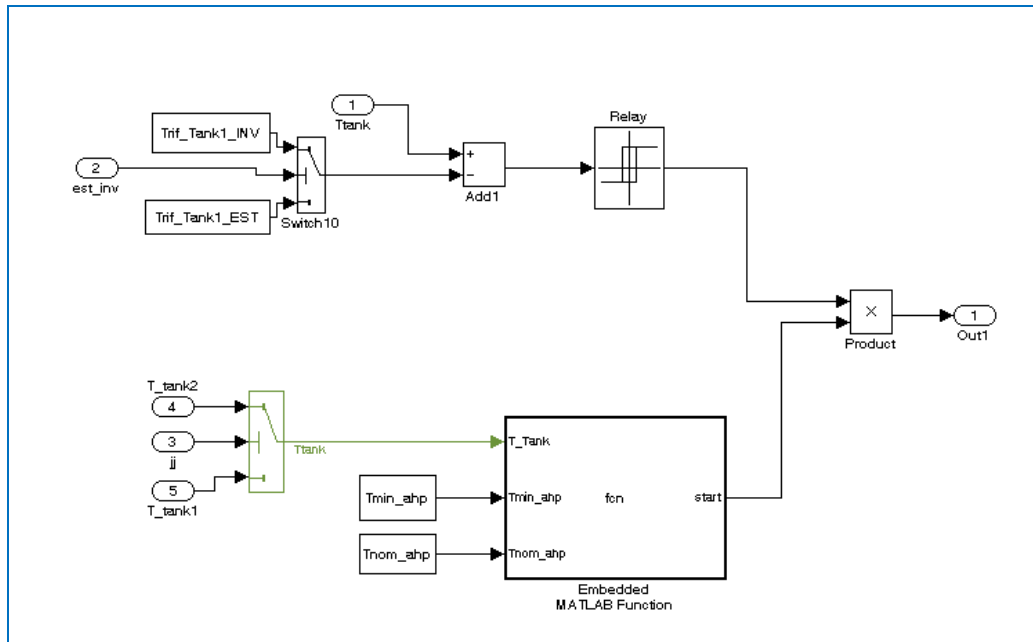 1
Ttank
Relay
Trif_Tank1_INV
2
est_inv
+
−
Add1
Trif_Tank1_EST
Switch10
×
Product
1
Out1
T_tank2
4
3
jj
5
T_tank1
Ttank
T_Tank
Tmin_ahp
Tmin_ahp
fcn
start
Tnom_ahp
Tnom_ahp
Embedded
MATLAB Function